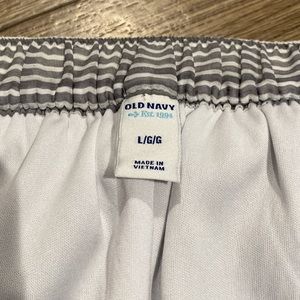 OLD NAVY
Est. 1994
L/G/G
MADE IN
VIETNAM